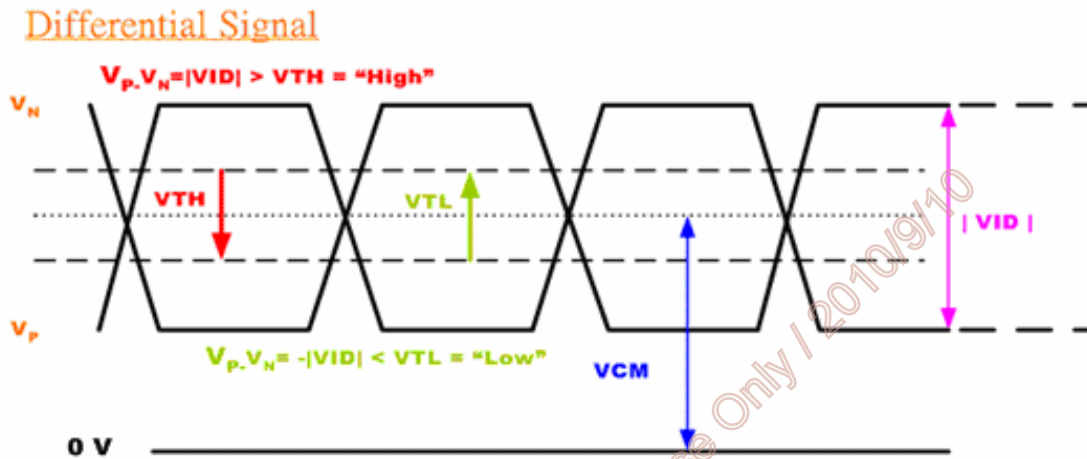 Differential Signal
VP-VN=|VID| > VTH = “High”
VN
VTH
VTL
| VID |
VP
VP-VN= -|VID| < VTL = “Low”
VCM
0 V
Only / 2010/9/10